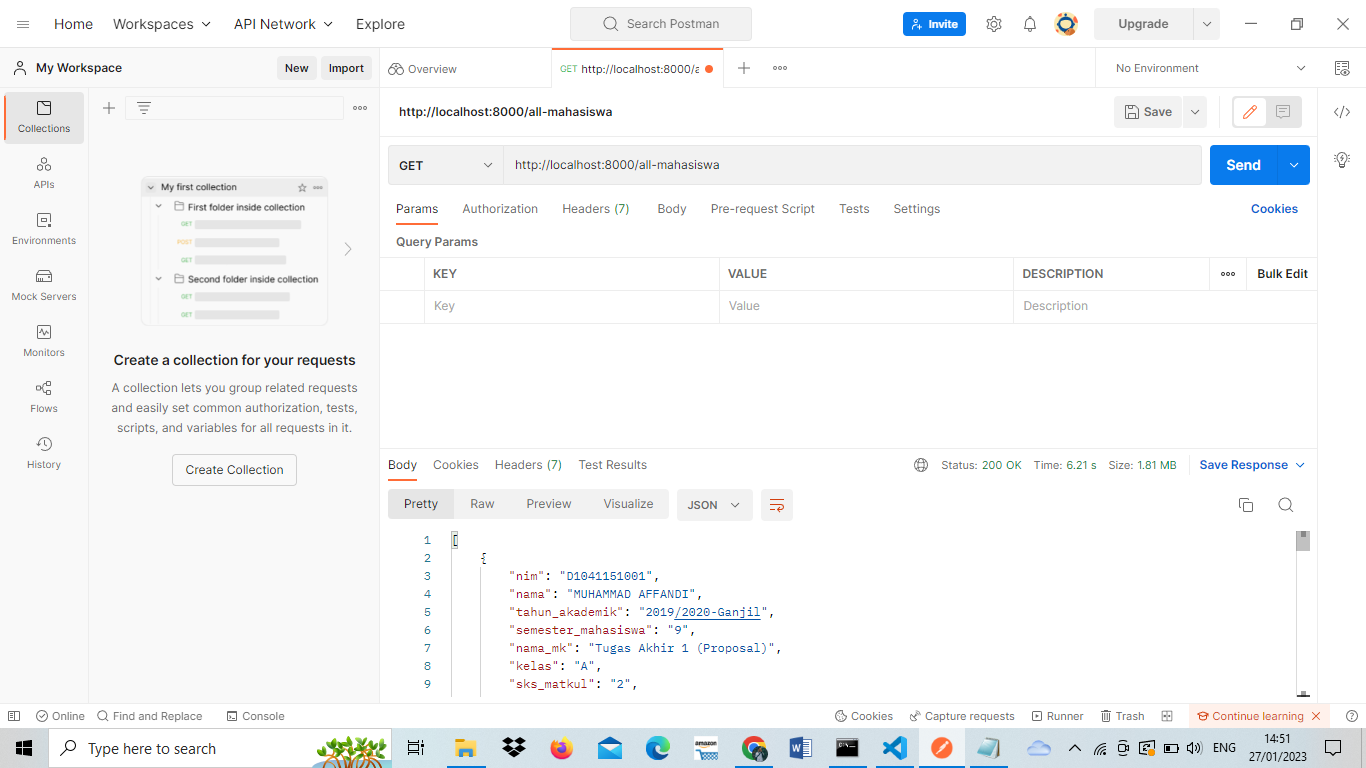 Home Workspaces API Network Explore Search Postman Invite Upgrade
My Workspace New Import Overview GET http://localhost:8000/a No Environment
Collections
APIs
Environments
Mock Servers
Monitors
Flows
History
My first collection
First folder inside collection
GET
POST
GET
Second folder inside collection
GET
GET
Create a collection for your requests
A collection lets you group related requests
and easily set common authorization, tests,
scripts, and variables for all requests in it.
Create Collection
http://localhost:8000/all-mahasiswa Save
GET http://localhost:8000/all-mahasiswa Send
Params Authorization Headers (7) Body Pre-request Script Tests Settings Cookies
Query Params
KEY VALUE DESCRIPTION Bulk Edit
Key Value Description
Body Cookies Headers (7) Test Results Status: 200 OK Time: 6.21 s Size: 1.81 MB Save Response
Pretty Raw Preview Visualize JSON
1 [
2 {
3 "nim": "D1041151001",
4 "nama": "MUHAMMAD AFFANDI",
5 "tahun_akademik": "2019/2020-Ganjil",
6 "semester_mahasiswa": "9",
7 "nama_mk": "Tugas Akhir 1 (Proposal)",
8 "kelas": "A",
9 "sks_matkul": "2",
Online Find and Replace Console Cookies Capture requests Runner Trash Continue learning
Type here to search amazon ENG 14:51
27/01/2023